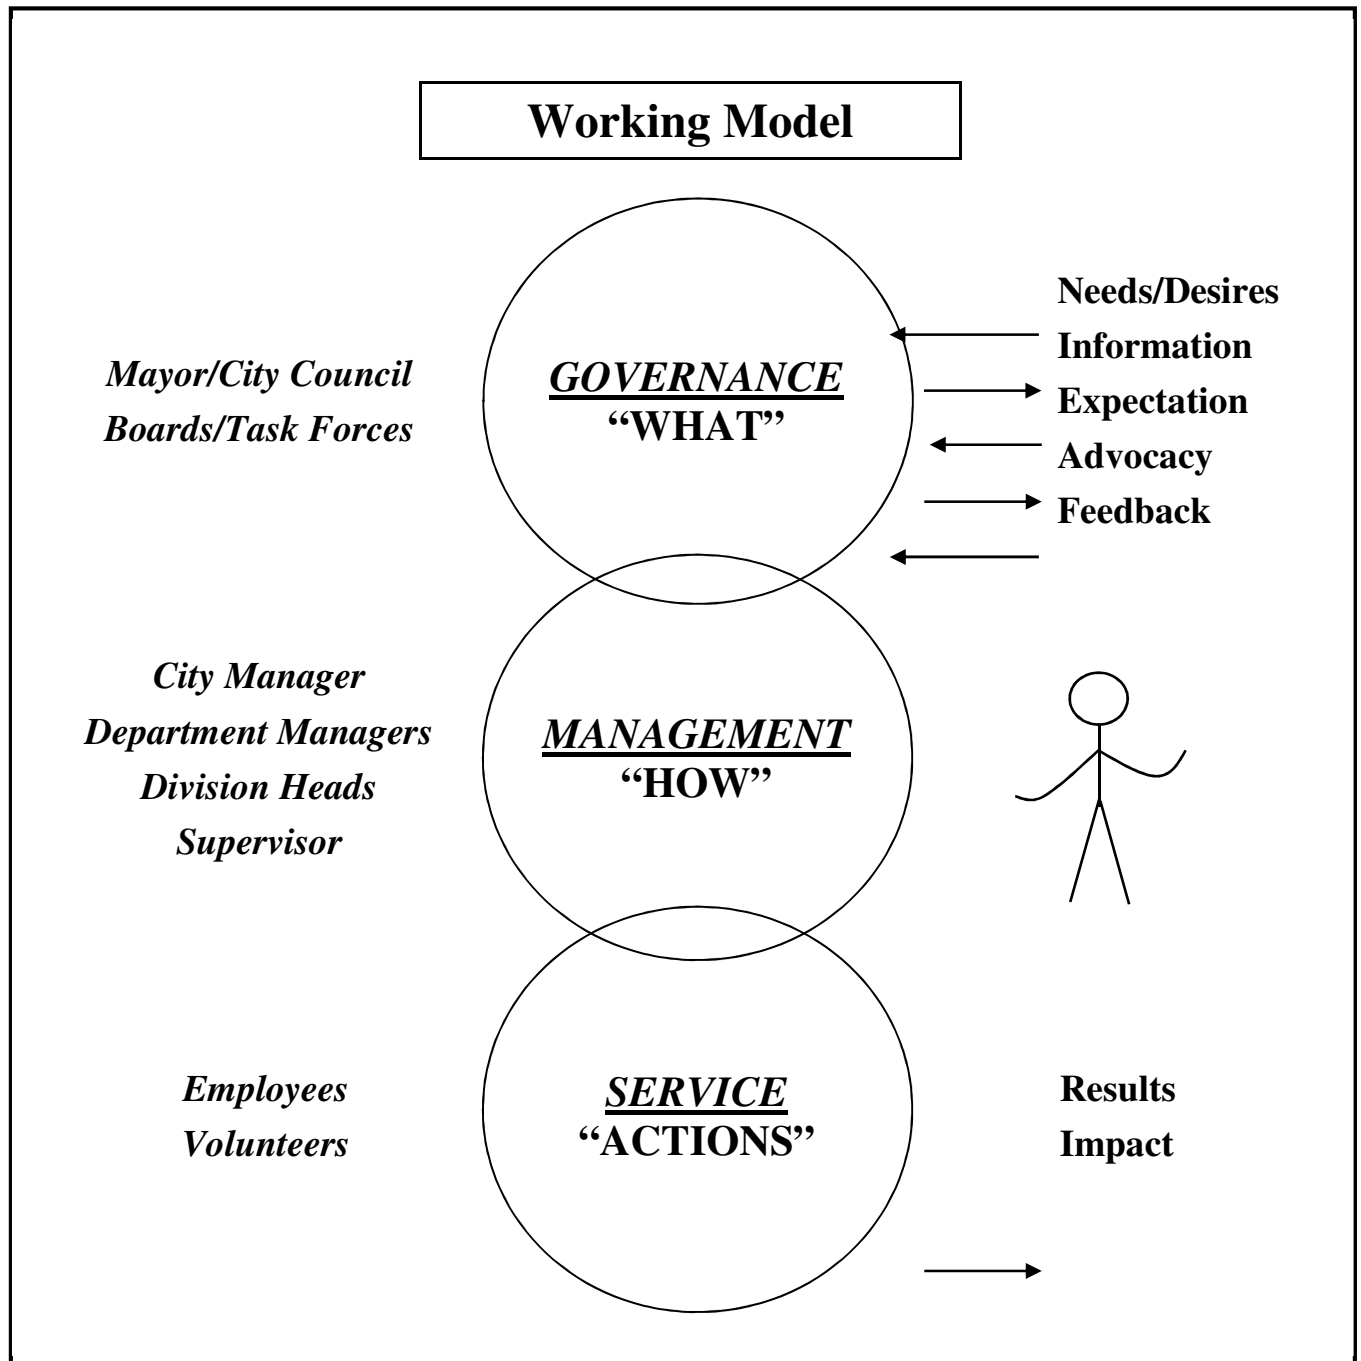 Working Model
Mayor/City Council
Boards/Task Forces
GOVERNANCE
“WHAT”
Needs/Desires
Information
Expectation
Advocacy
Feedback
City Manager
Department Managers
Division Heads
Supervisor
MANAGEMENT
“HOW”
Employees
Volunteers
SERVICE
“ACTIONS”
Results
Impact